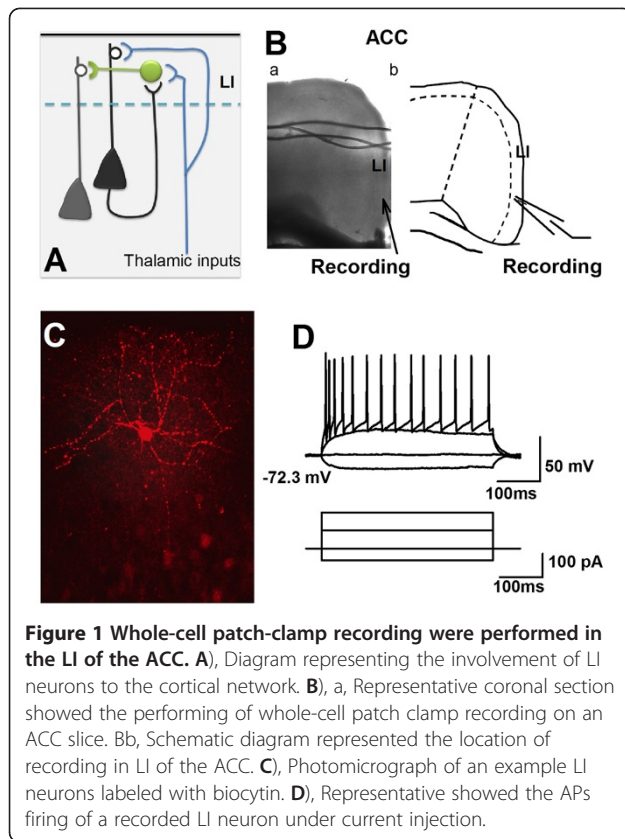 A
LI
Thalamic inputs
B
ACC
a
b
LI
LI
Recording
Recording
C
D
-72.3 mV
50 mV
100ms
100 pA
100ms
Figure 1 Whole-cell patch-clamp recording were performed in
the LI of the ACC. A), Diagram representing the involvement of LI
neurons to the cortical network. B), a, Representative coronal section
showed the performing of whole-cell patch clamp recording on an
ACC slice. Bb, Schematic diagram represented the location of
recording in LI of the ACC. C), Photomicrograph of an example LI
neurons labeled with biocytin. D), Representative showed the APs
firing of a recorded LI neuron under current injection.